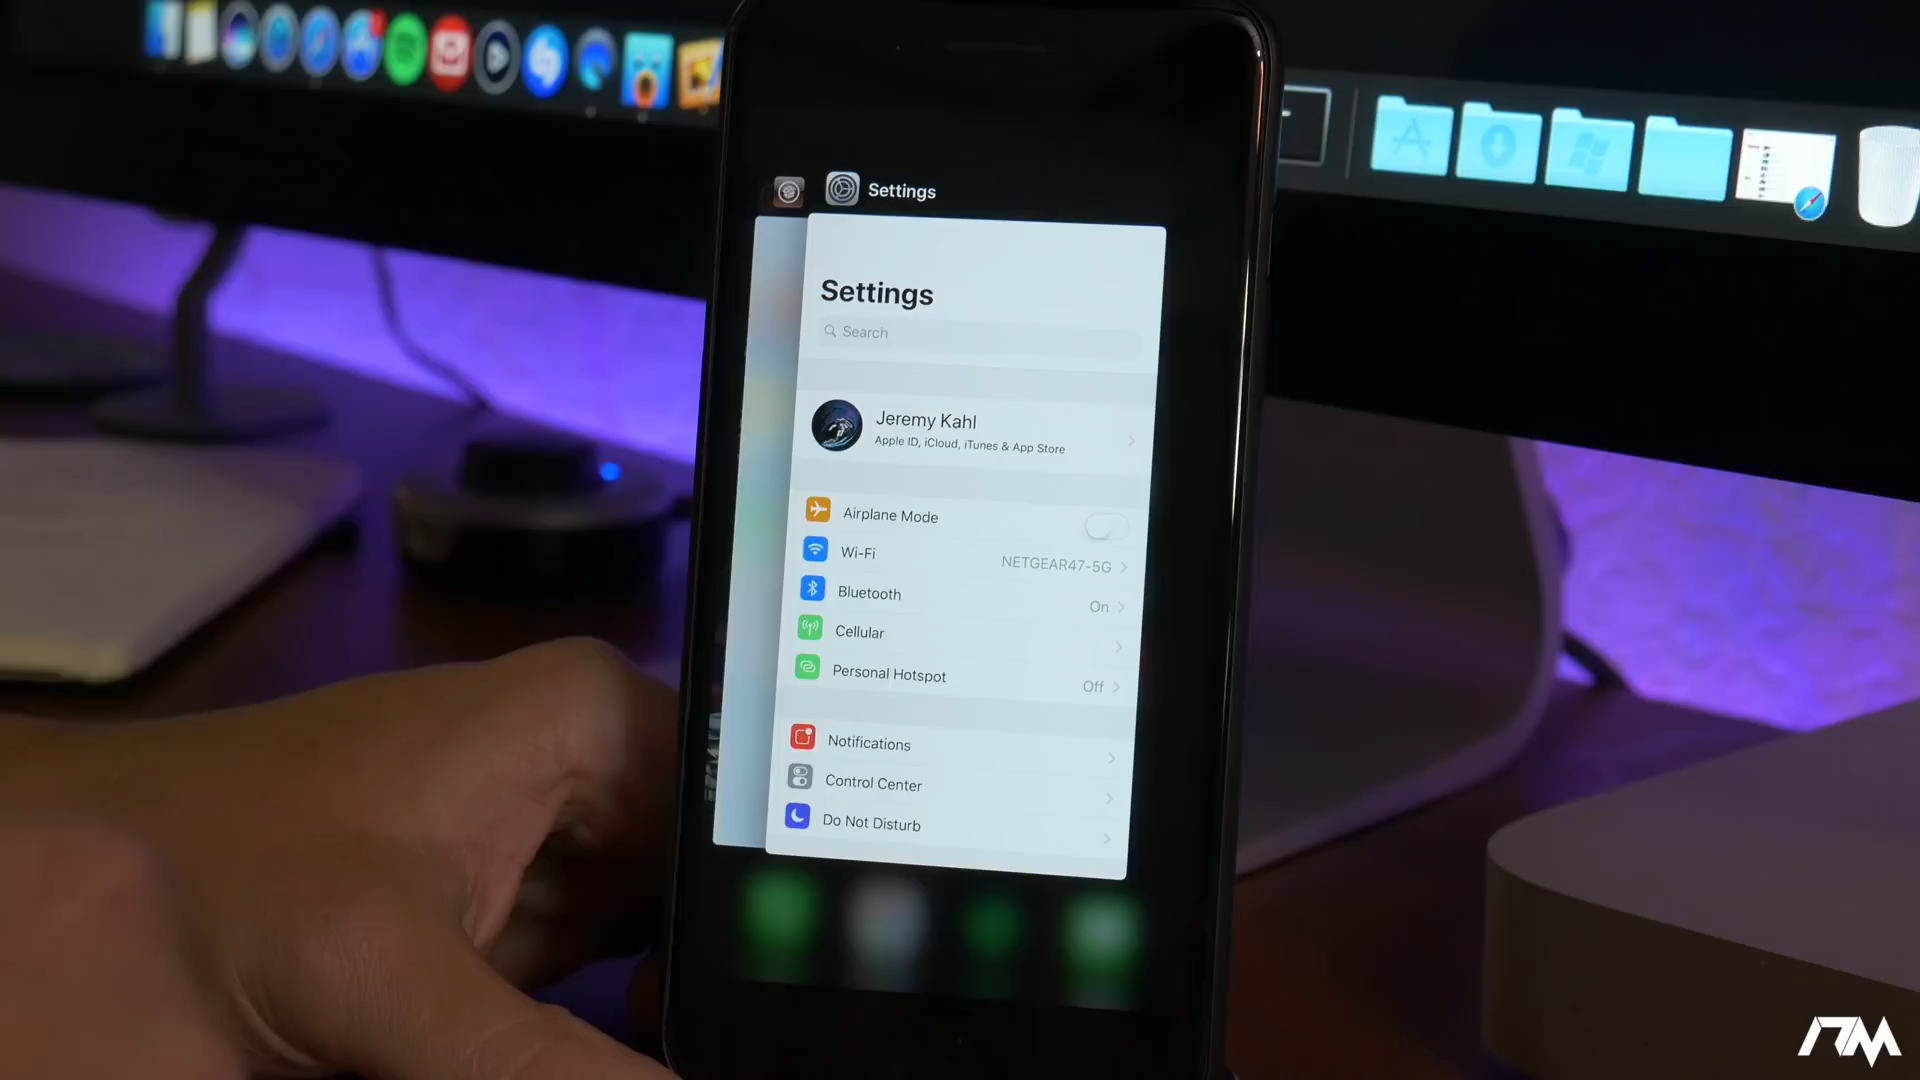 Settings
Settings
Search
Jeremy Kahl
Apple ID, iCloud, iTunes & App Store
Airplane Mode
Wi-Fi NETGEAR47-5G
Bluetooth On
Cellular
Personal Hotspot Off
Notifications
Control Center
Do Not Disturb